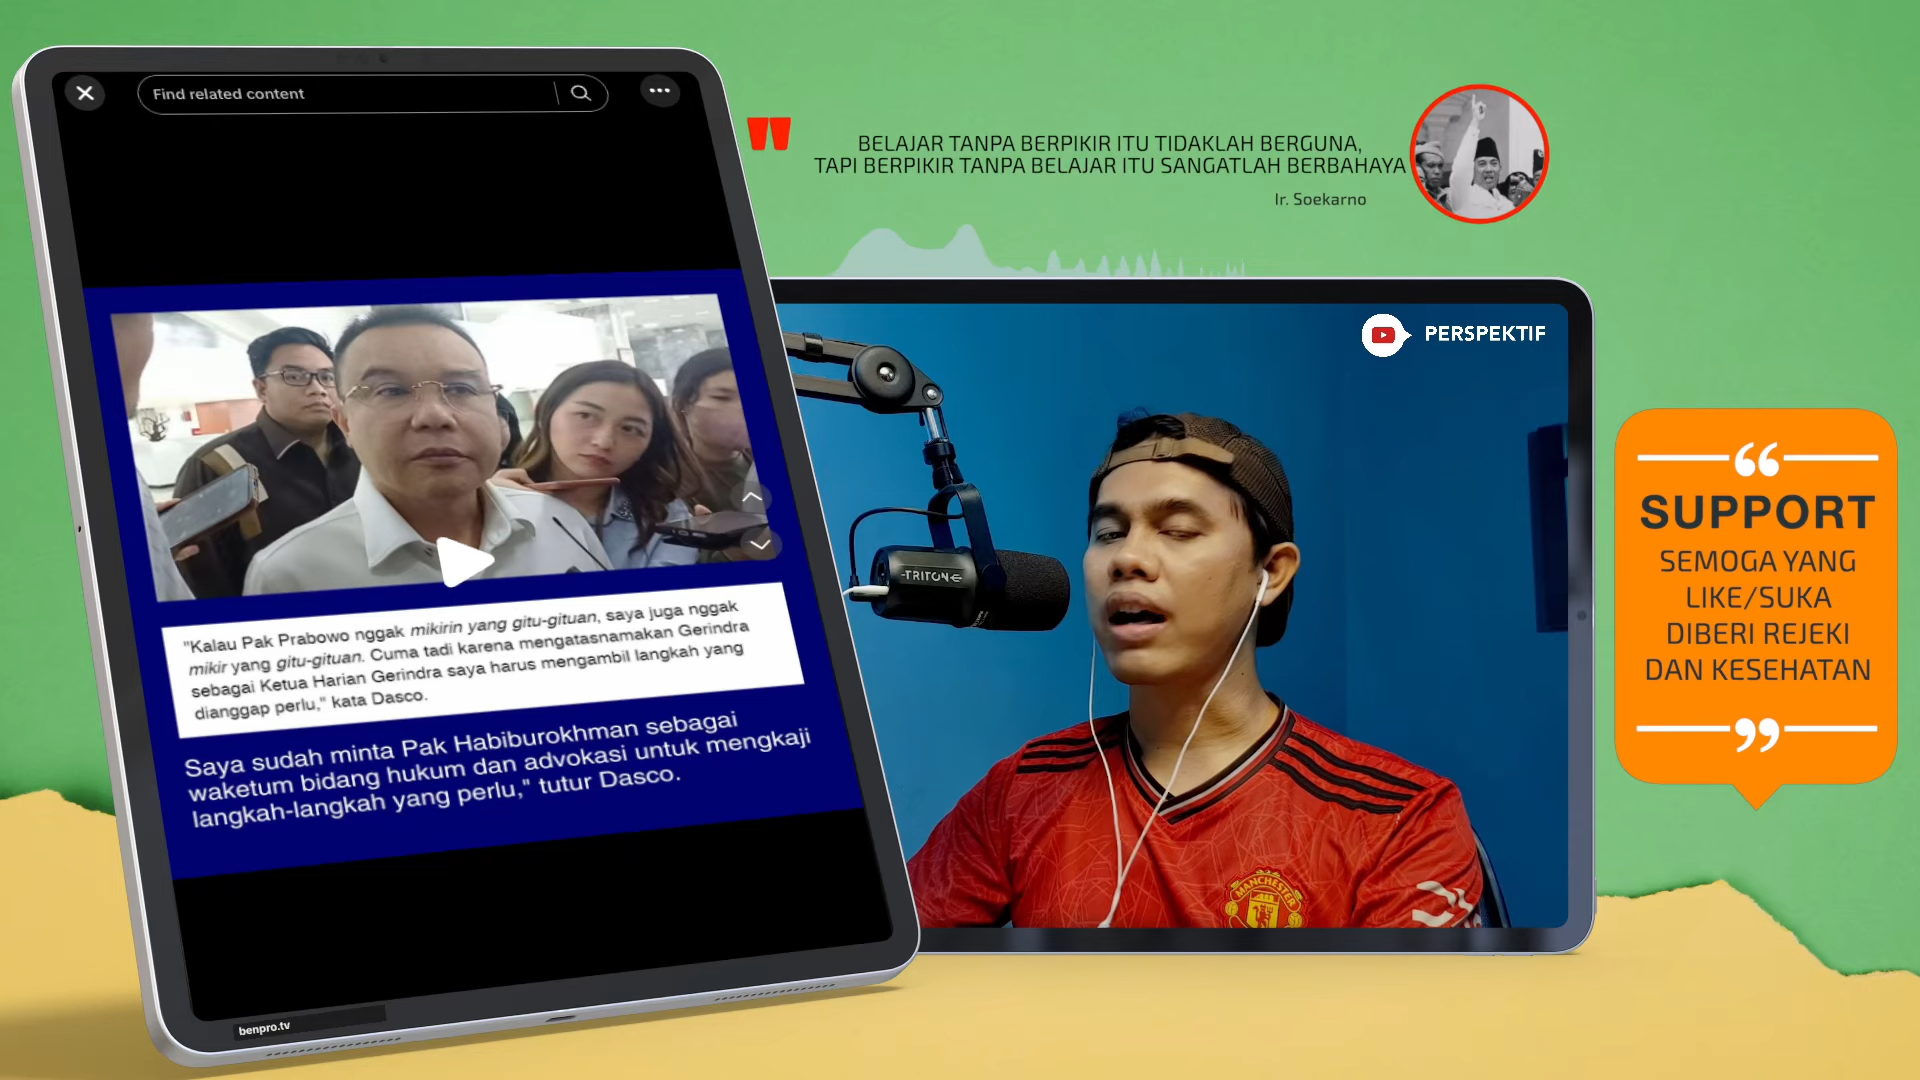 Find related content
"Kalau Pak Prabowo nggak mikirin yang gitu-gituan, saya juga nggak
mikir yang gitu-gituan. Cuma tadi karena mengatasnamakan Gerindra
sebagai Ketua Harian Gerindra saya harus mengambil langkah yang
dianggap perlu," kata Dasco.
Saya sudah minta Pak Habiburokhman sebagai
waketum bidang hukum dan advokasi untuk mengkaji
langkah-langkah yang perlu," tutur Dasco.
benpro.tv
BELAJAR TANPA BERPIKIR ITU TIDAKLAH BERGUNA,
TAPI BERPIKIR TANPA BELAJAR ITU SANGATLAH BERBAHAYA
Ir. Soekarno
PERSPEKTIF
TRITONE
MANCHESTER
SUPPORT
SEMOGA YANG
LIKE/SUKA
DIBERI REJEKI
DAN KESEHATAN